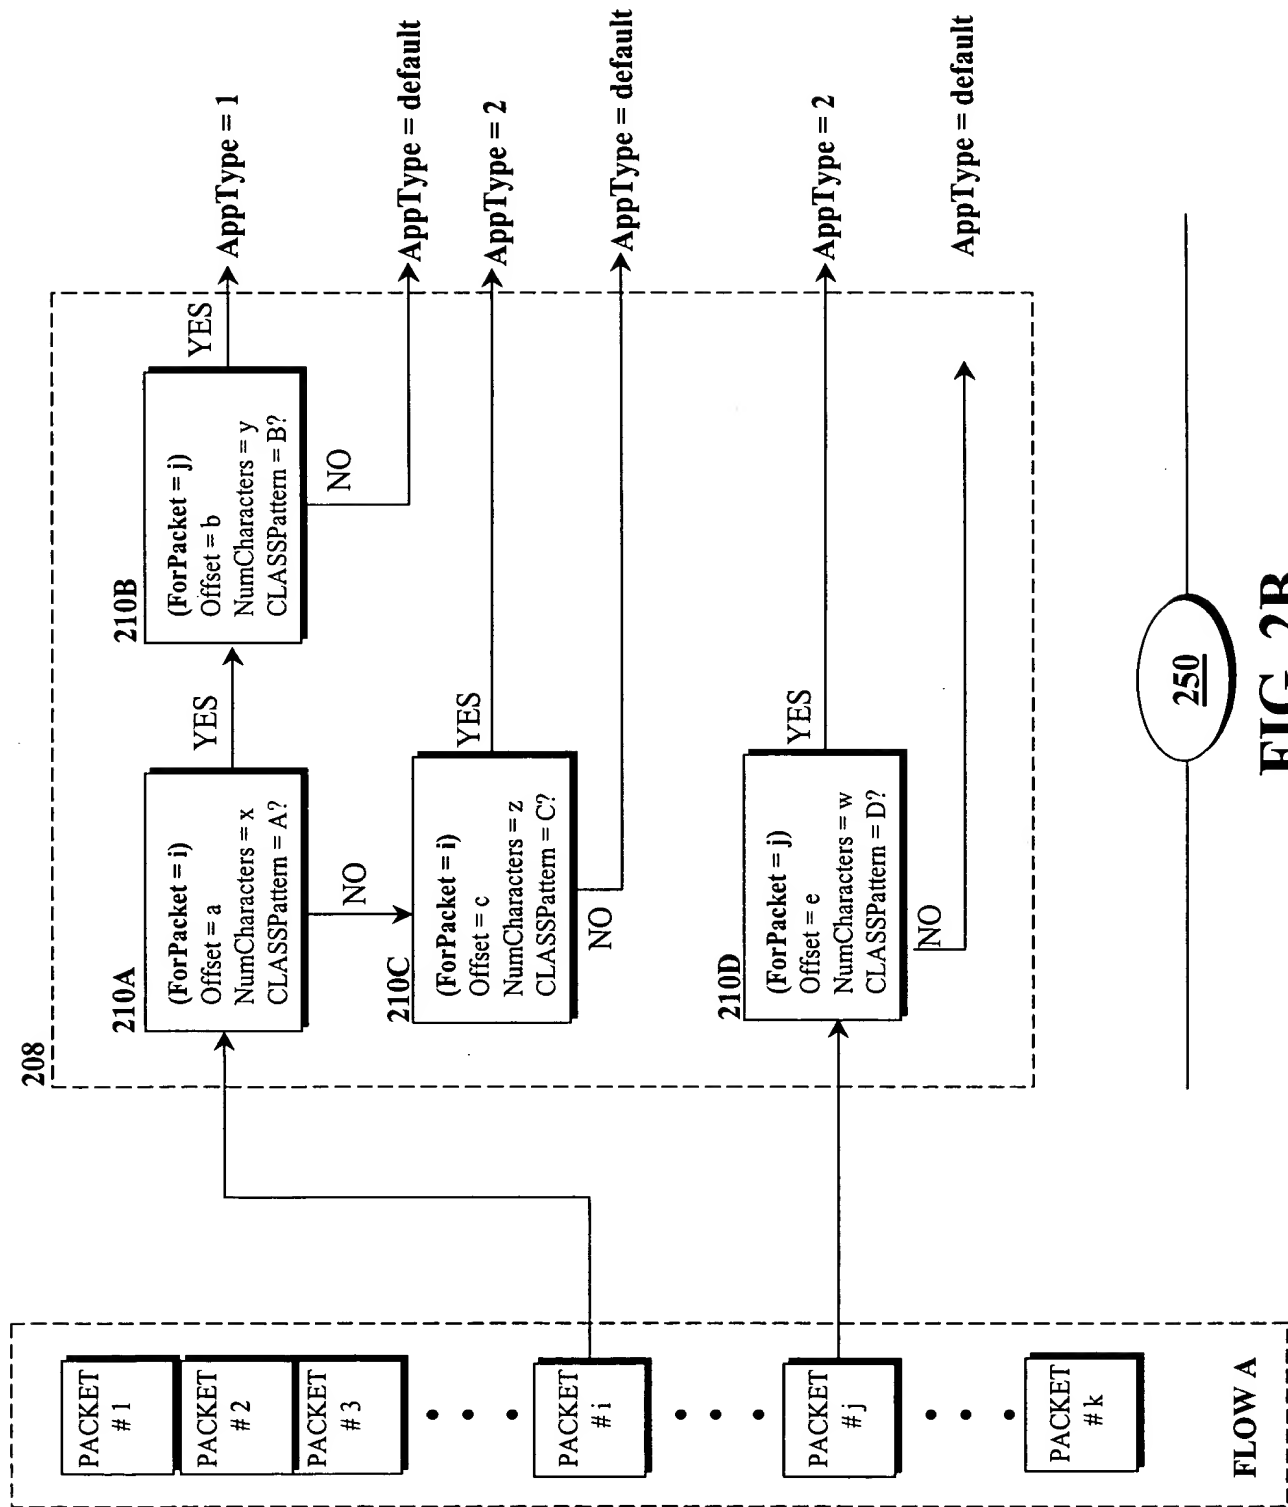 208
210A
(ForPacket = i)
Offset = a
NumCharacters = x
CLASSPattern = A?
YES
NO
210B
(ForPacket = j)
Offset = b
NumCharacters = y
CLASSPattern = B?
YES
AppType = 1
NO
AppType = default
210C
(ForPacket = i)
Offset = c
NumCharacters = z
CLASSPattern = C?
YES
AppType = 2
NO
AppType = default
210D
(ForPacket = j)
Offset = e
NumCharacters = w
CLASSPattern = D?
YES
AppType = 2
NO
AppType = default
PACKET
# 1
PACKET
# 2
PACKET
# 3
PACKET
# i
PACKET
# j
PACKET
# k
FLOW A
250
FIG. 2B